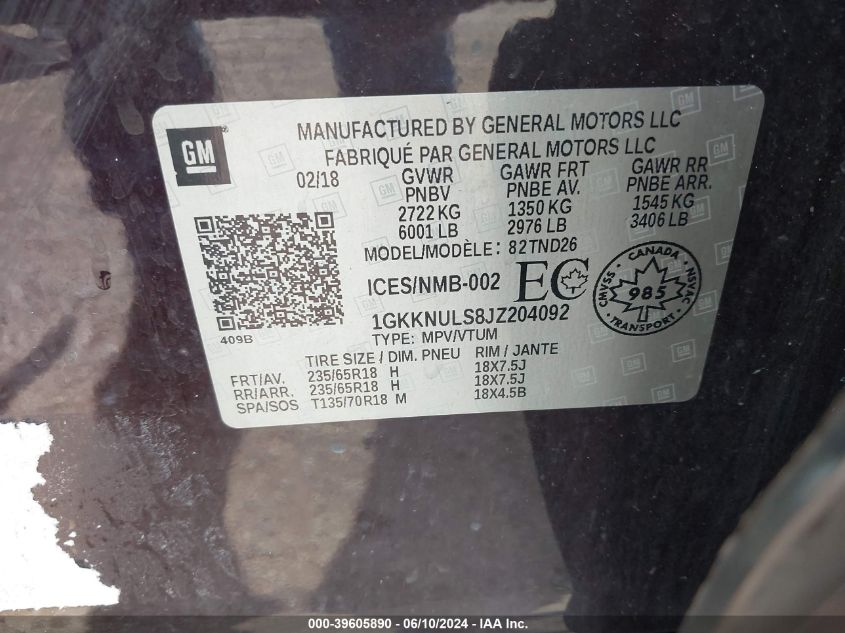 GM
MANUFACTURED BY GENERAL MOTORS LLC
FABRIQUÉ PAR GENERAL MOTORS LLC
02/18
GVWR GAWR FRT GAWR RR
PNBV PNBE AV. PNBE ARR.
2722 KG 1350 KG 1545 KG
6001 LB 2976 LB 3406 LB
MODEL/MODÈLE: 82TND26
ICES/NMB-002 EC
CANADA
CMVSS NSVAC
985
TRANSPORT
1GKKNULS8JZ204092
TYPE: MPV/VTUM
409B
TIRE SIZE / DIM. PNEU RIM / JANTE
FRT/AV. 235/65R18 H 18X7.5J
RR/ARR. 235/65R18 H 18X7.5J
SPA/SOS T135/70R18 M 18X4.5B
000-39605890 - 06/10/2024 - IAA Inc.